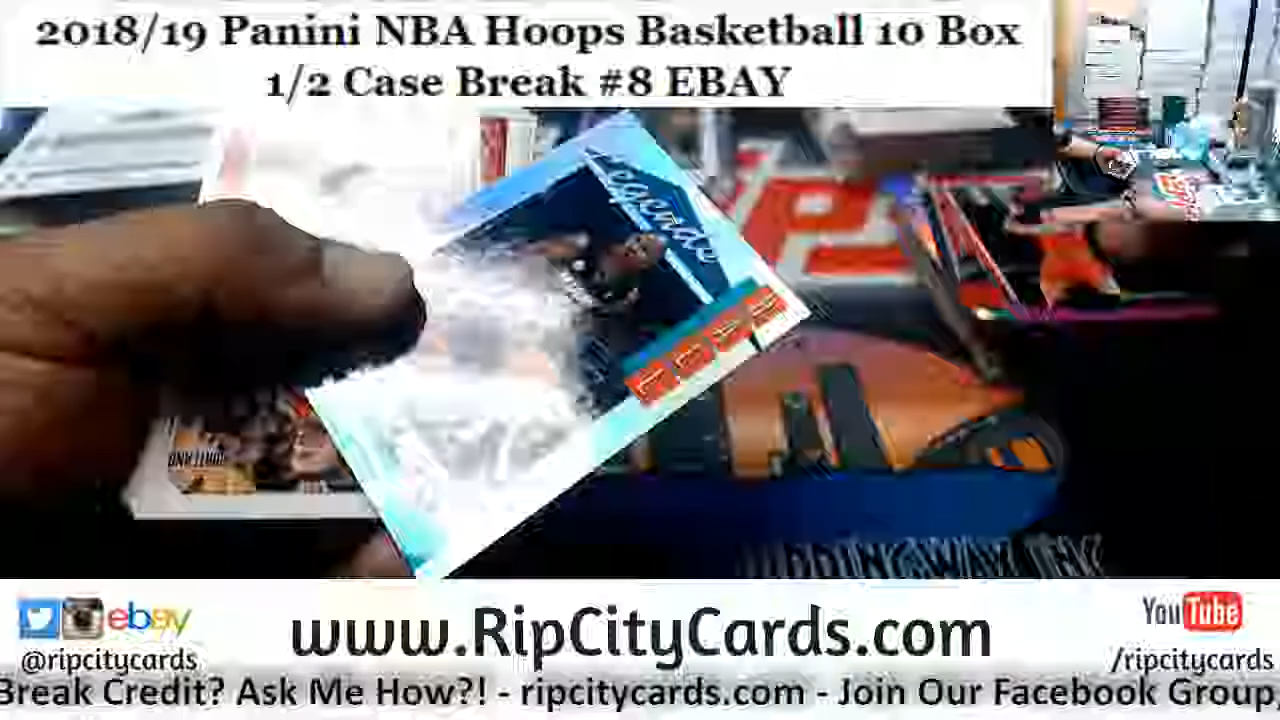 2018/19 Panini NBA Hoops Basketball 10 Box
1/2 Case Break #8 EBAY
Legends
ebay
@ripcitycards
www.RipCityCards.com
YouTube
/ripcitycards
Break Credit? Ask Me How?! - ripcitycards.com - Join Our Facebook Group,